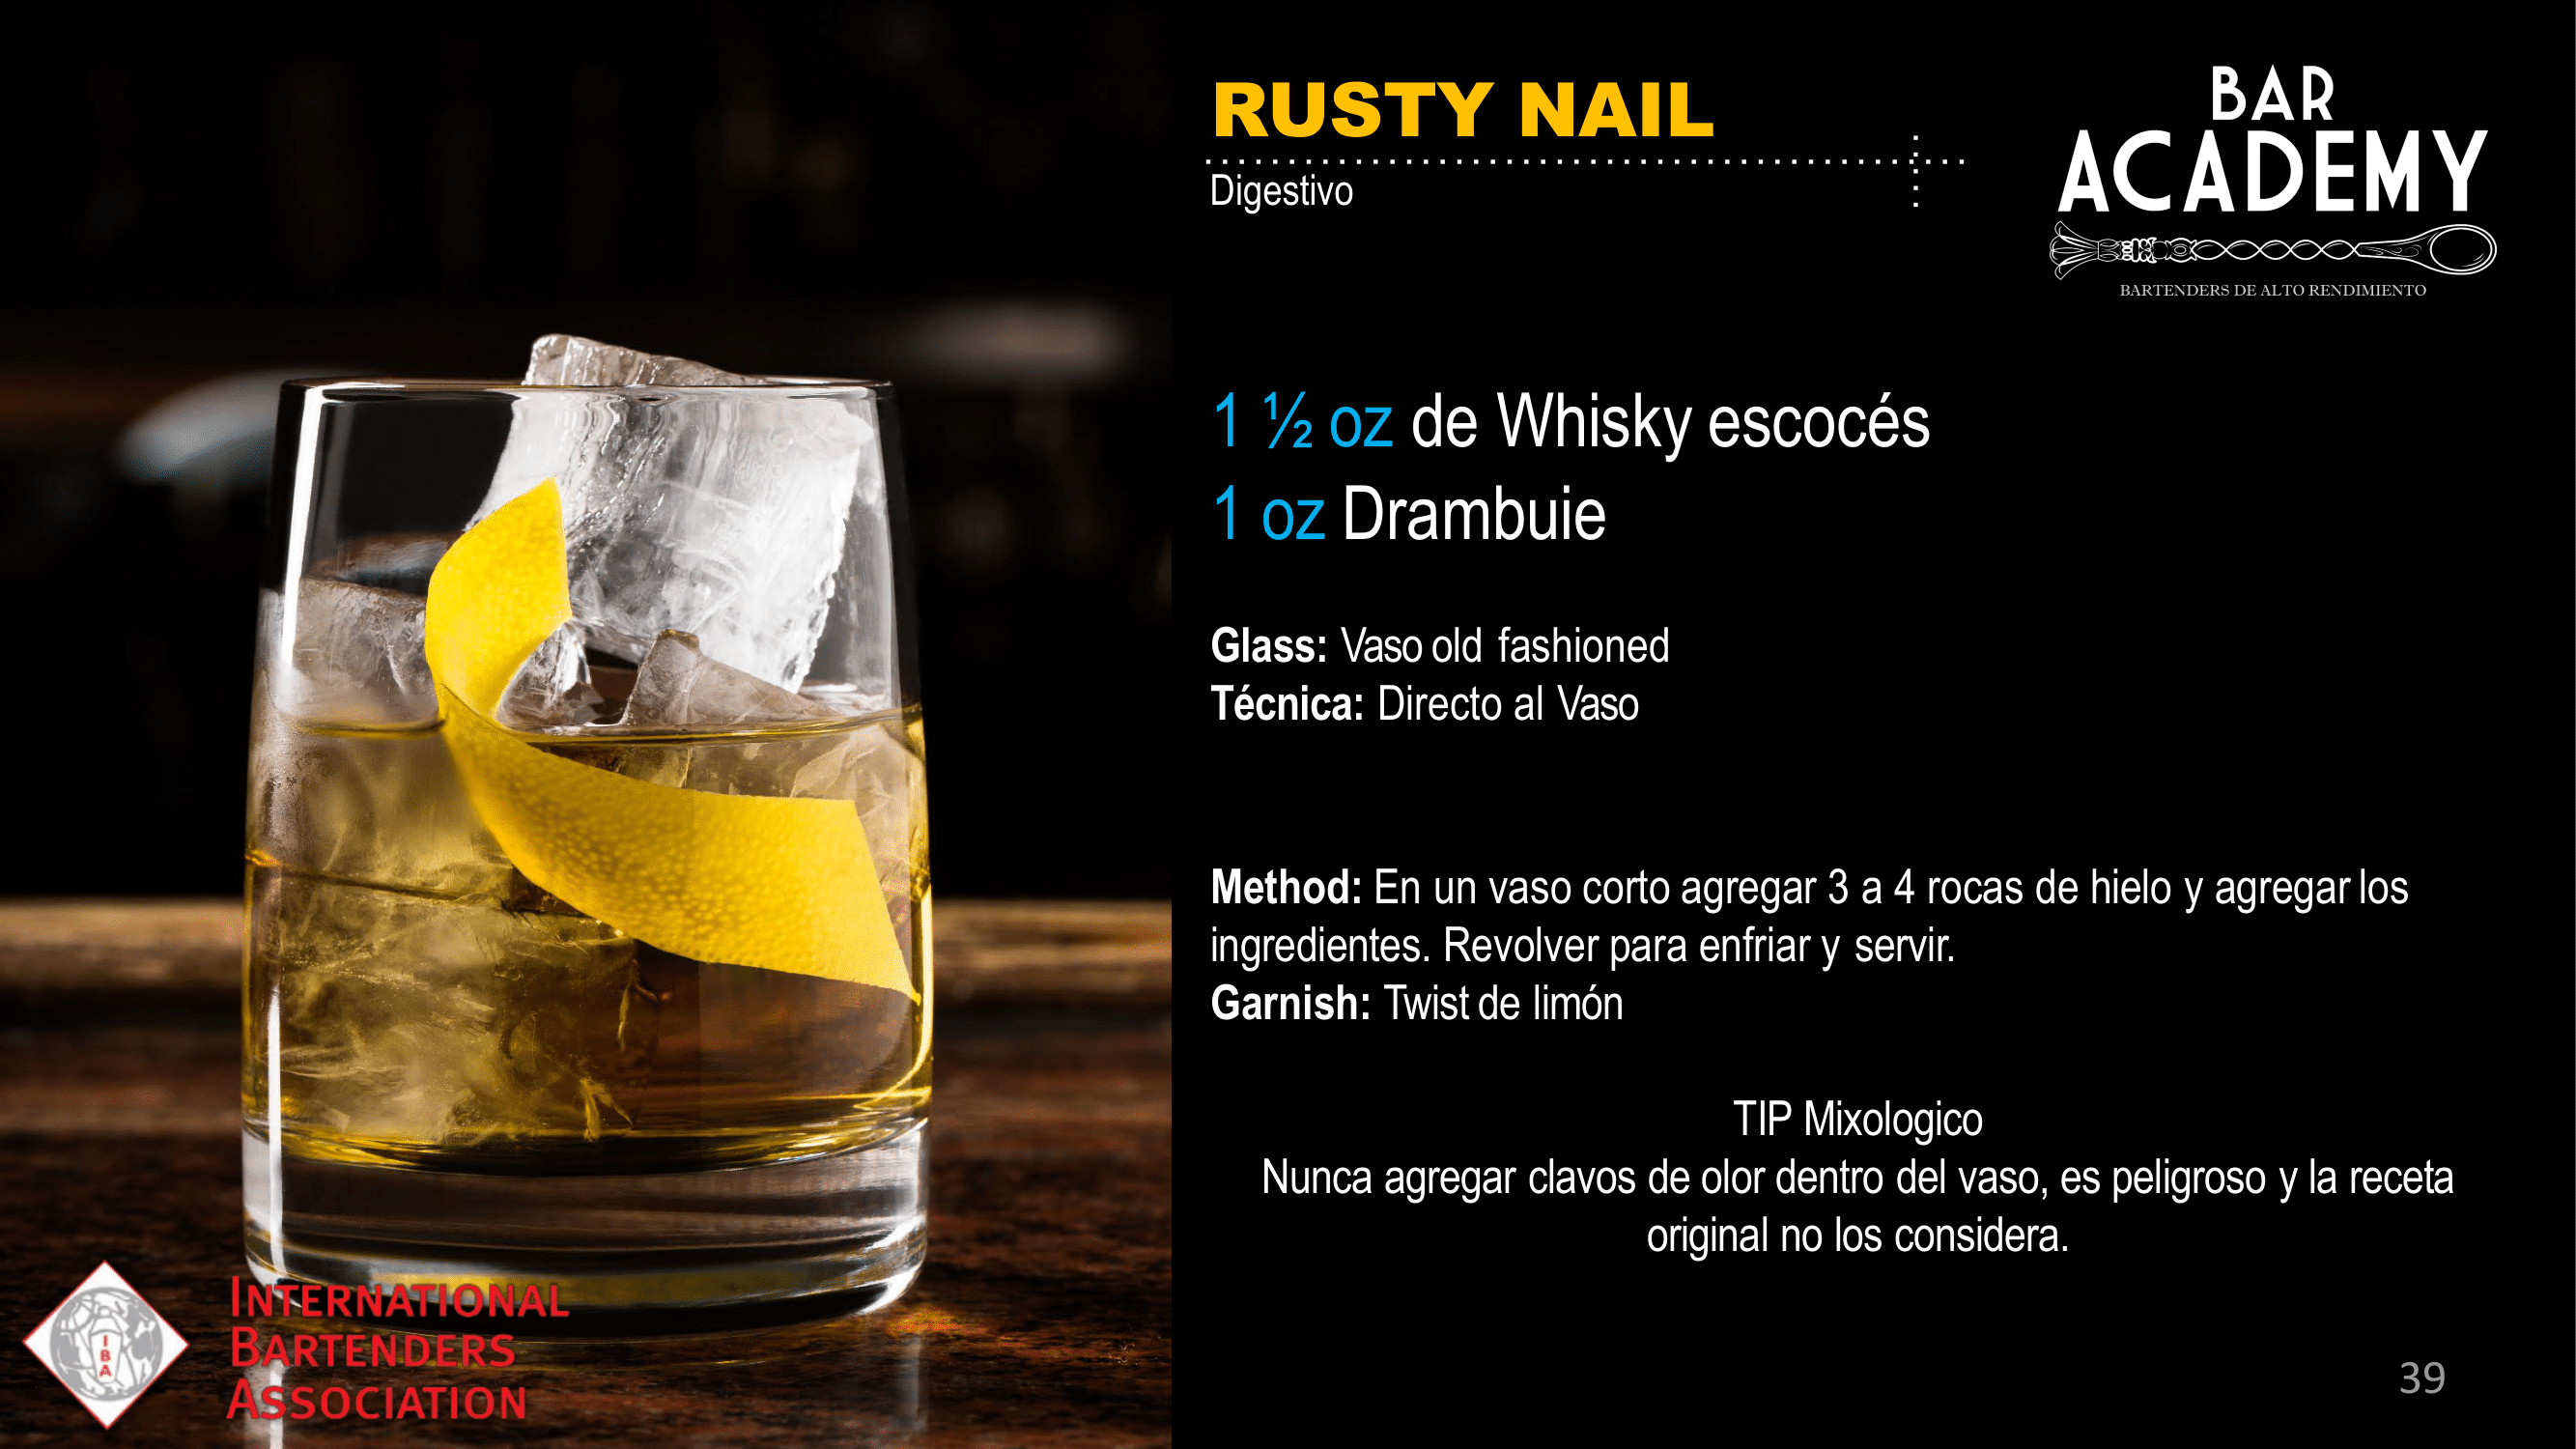 RUSTY NAIL
Digestivo
BAR
ACADEMY
BARTENDERS DE ALTO RENDIMIENTO
1 ½ oz de Whisky escocés
1 oz Drambuie
Glass: Vaso old fashioned
Técnica: Directo al Vaso
Method: En un vaso corto agregar 3 a 4 rocas de hielo y agregar los
ingredientes. Revolver para enfriar y servir.
Garnish: Twist de limón
TIP Mixologico
Nunca agregar clavos de olor dentro del vaso, es peligroso y la receta
original no los considera.
IBA
INTERNATIONAL
BARTENDERS
ASSOCIATION
39